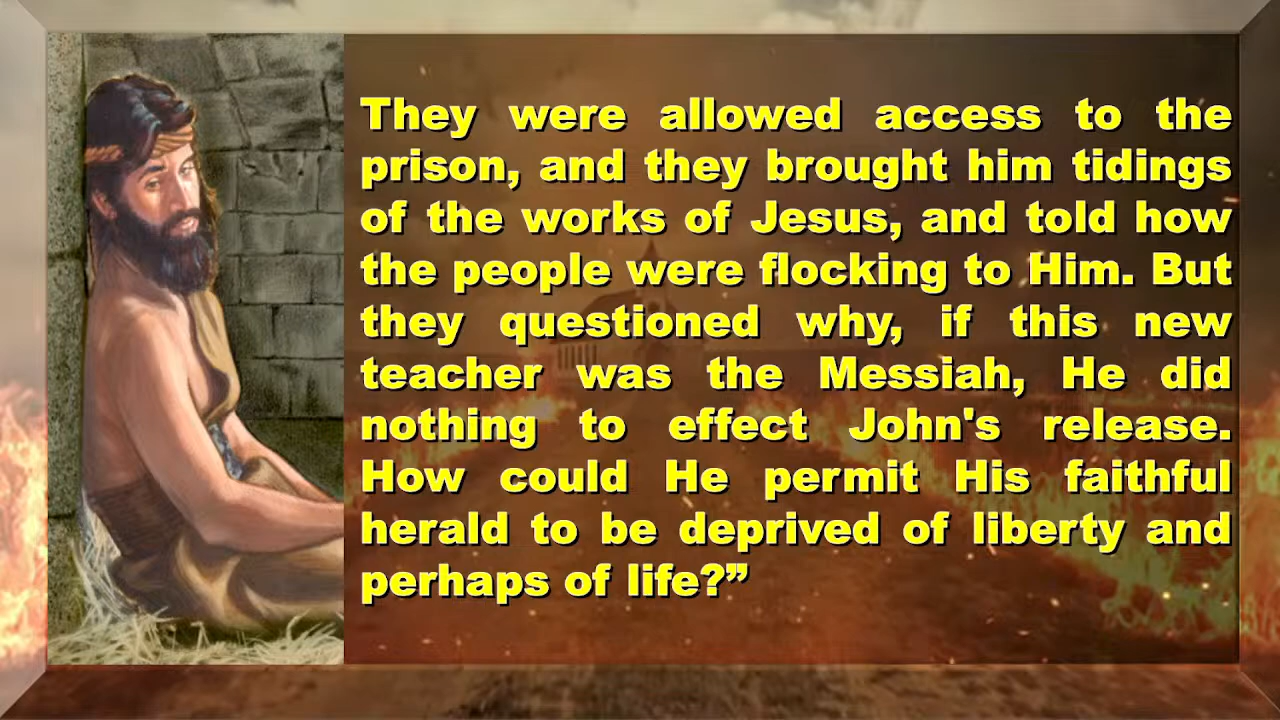 They were allowed access to the
prison, and they brought him tidings
of the works of Jesus, and told how
the people were flocking to Him. But
they questioned why, if this new
teacher was the Messiah, He did
nothing to effect John's release.
How could He permit His faithful
herald to be deprived of liberty and
perhaps of life?”